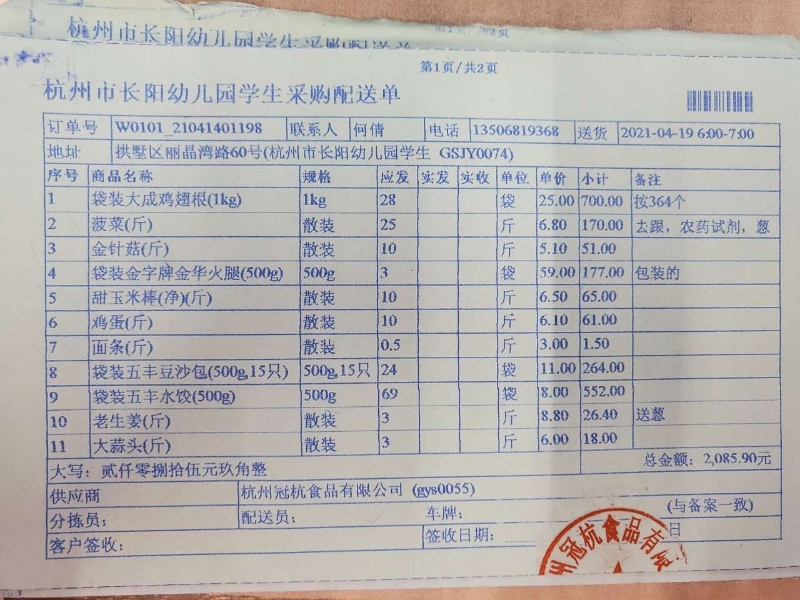 杭州市长阳幼儿园学生采购配送单
第1页/共2页
杭州市长阳幼儿园学生采购配送单
订单号 W0101_21041401198 联系人 何倩 电话 13506819368 送货 2021-04-19 6:00-7:00
地址 拱墅区丽晶湾路60号(杭州市长阳幼儿园学生 GSJY0074)
序号 商品名称 规格 应发 实发 实收 单位 单价 小计 备注
1 袋装大成鸡翅根(1kg) 1kg 28 袋 25.00 700.00 按364个
2 菠菜(斤) 散装 25 斤 6.80 170.00 去跟，农药试剂，葱
3 金针菇(斤) 散装 10 斤 5.10 51.00
4 袋装金字牌金华火腿(500g) 500g 3 袋 59.00 177.00 包装的
5 甜玉米棒(净)(斤) 散装 10 斤 6.50 65.00
6 鸡蛋(斤) 散装 10 斤 6.10 61.00
7 面条(斤) 散装 0.5 斤 3.00 1.50
8 袋装五丰豆沙包(500g,15只) 500g,15只 24 袋 11.00 264.00
9 袋装五丰水饺(500g) 500g 69 袋 8.00 552.00
10 老生姜(斤) 散装 3 斤 8.80 26.40 送葱
11 大蒜头(斤) 散装 3 斤 6.00 18.00
大写：贰仟零捌拾伍元玖角整 总金额：2,085.90元
供应商 杭州冠杭食品有限公司 (gys0055)
分拣员： 配送员： 车牌： (与备案一致)
客户签收： 签收日期： 日
州冠杭食品有限